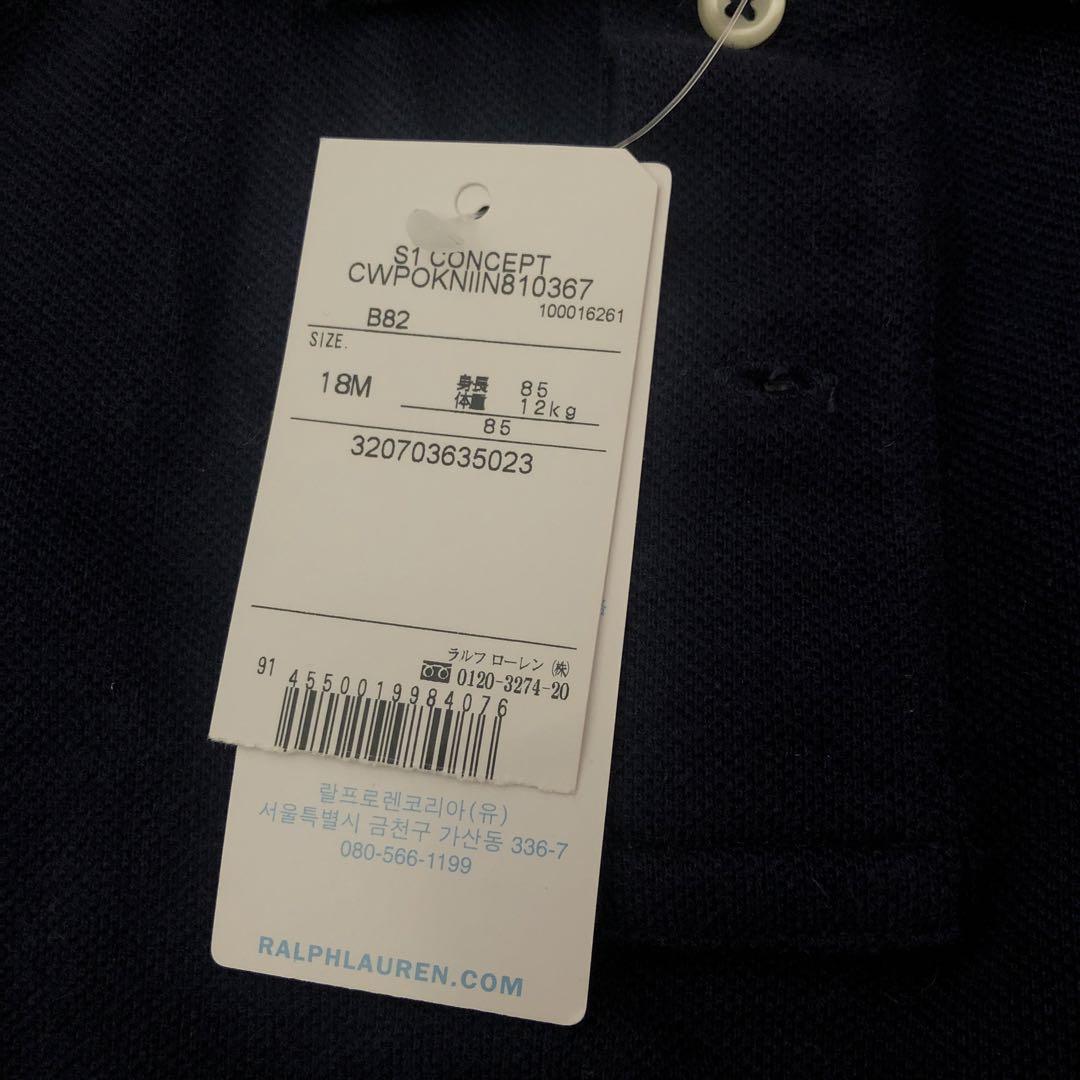 S1 CONCEPT
CWPOKNIIN810367
100016261
B82
SIZE.
18M 身長 85
体重 12kg
85
320703635023
ラルフ ローレン (株)
0120-3274-20
91 4550019984076
랄프로렌코리아(유)
서울특별시 금천구 가산동 336-7
080-566-1199
RALPHLAUREN.COM